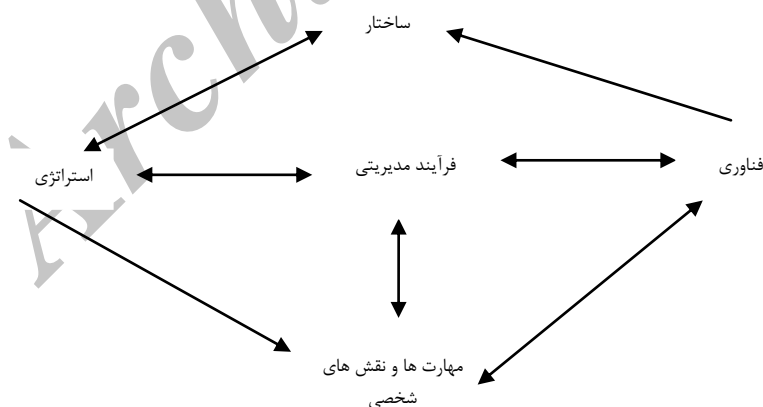 ساختار
فناوری
فرآیند مدیریتی
استراتژی
مهارت ها و نقش های
شخصی